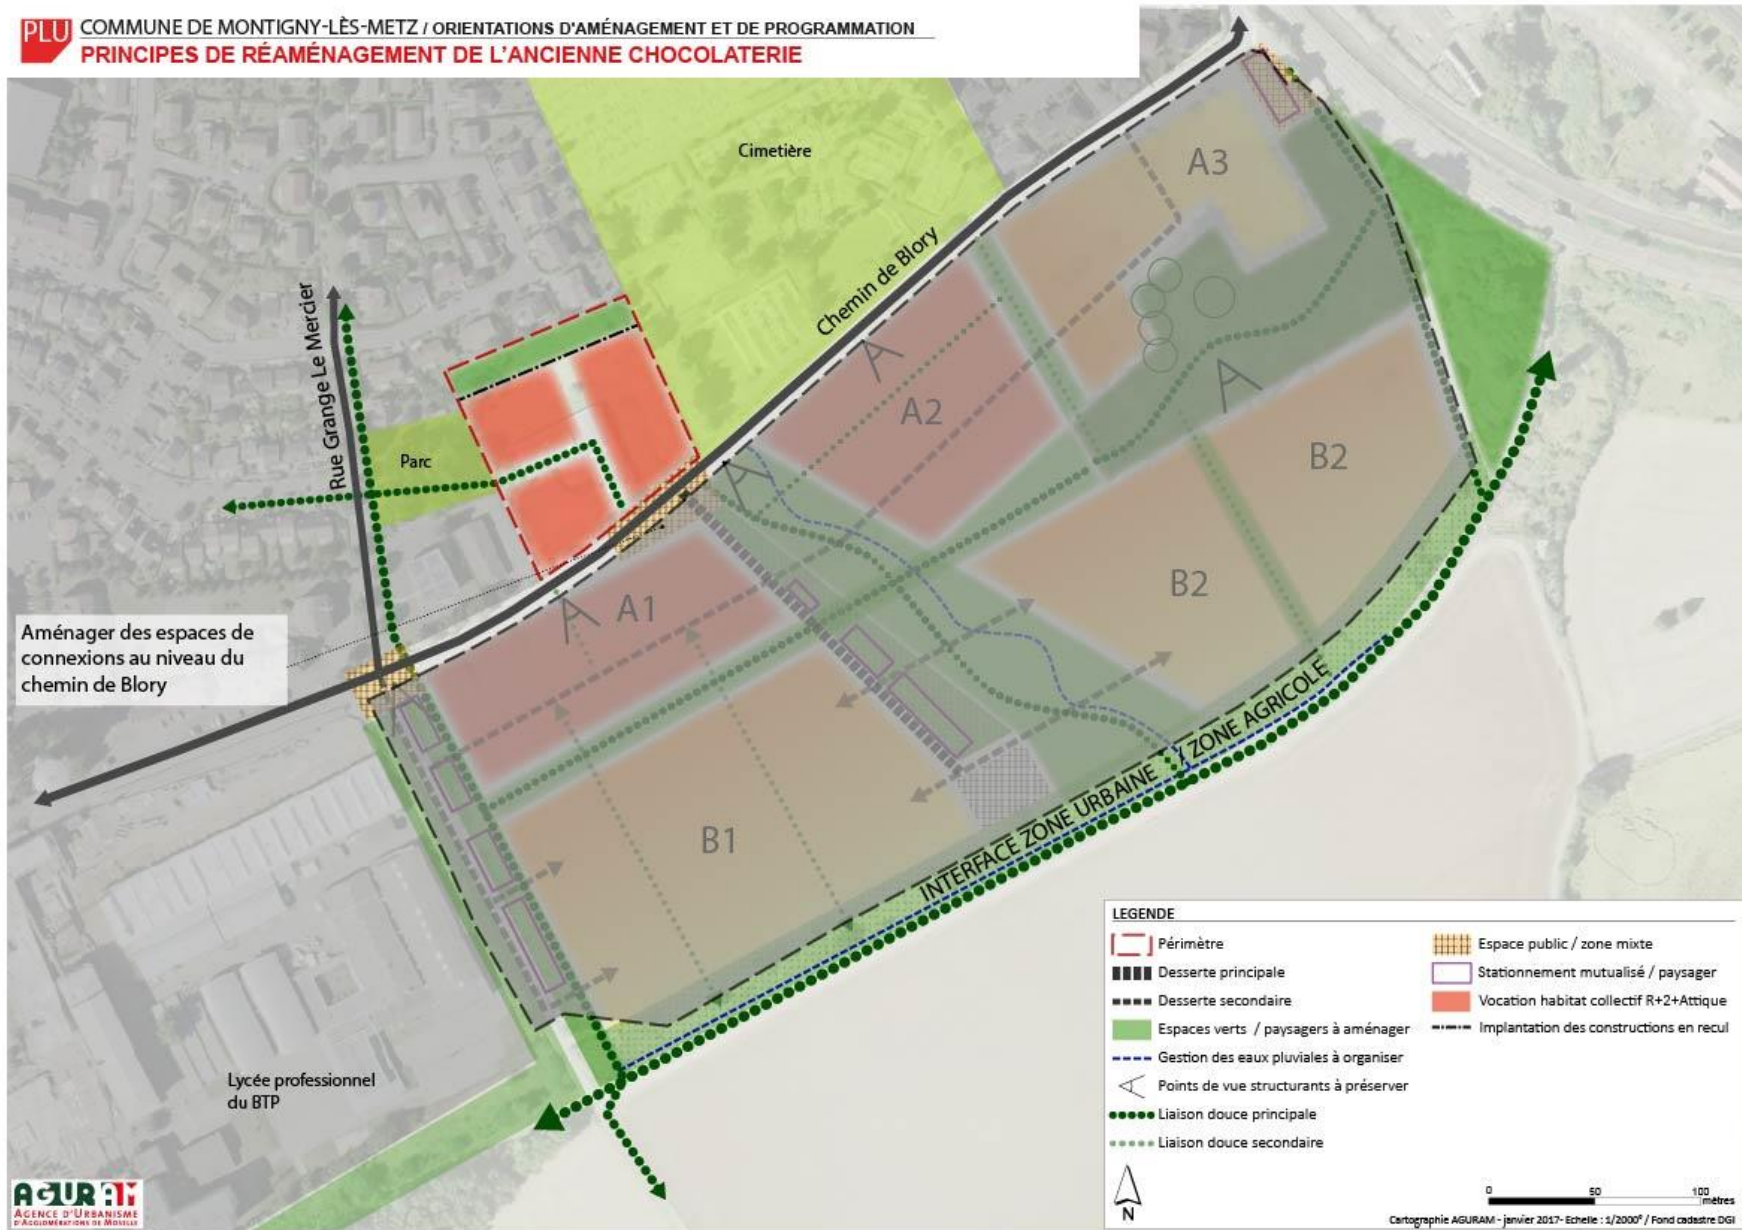 PLU
COMMUNE DE MONTIGNY-LÈS-METZ / ORIENTATIONS D'AMÉNAGEMENT ET DE PROGRAMMATION
PRINCIPES DE RÉAMÉNAGEMENT DE L'ANCIENNE CHOCOLATERIE
Cimetière
A3
Chemin de Blory
Rue Grange Le Mercier
A2
Parc
B2
B2
A1
Aménager des espaces de
connexions au niveau du
chemin de Blory
B1
INTERFACE ZONE URBAINE / ZONE AGRICOLE
Lycée professionnel
du BTP
LEGENDE
Périmètre
Desserte principale
Desserte secondaire
Espaces verts / paysagers à aménager
Gestion des eaux pluviales à organiser
Points de vue structurants à préserver
Liaison douce principale
Liaison douce secondaire
Espace public / zone mixte
Stationnement mutualisé / paysager
Vocation habitat collectif R+2+Attique
Implantation des constructions en recul
N
0 50 100
mètres
Cartographie AGURAM - janvier 2017- Echelle : 1/2000° / Fond cadastre DGI
AGURAM
AGENCE D'URBANISME
D'AGGLOMÉRATIONS DE MOSELLE